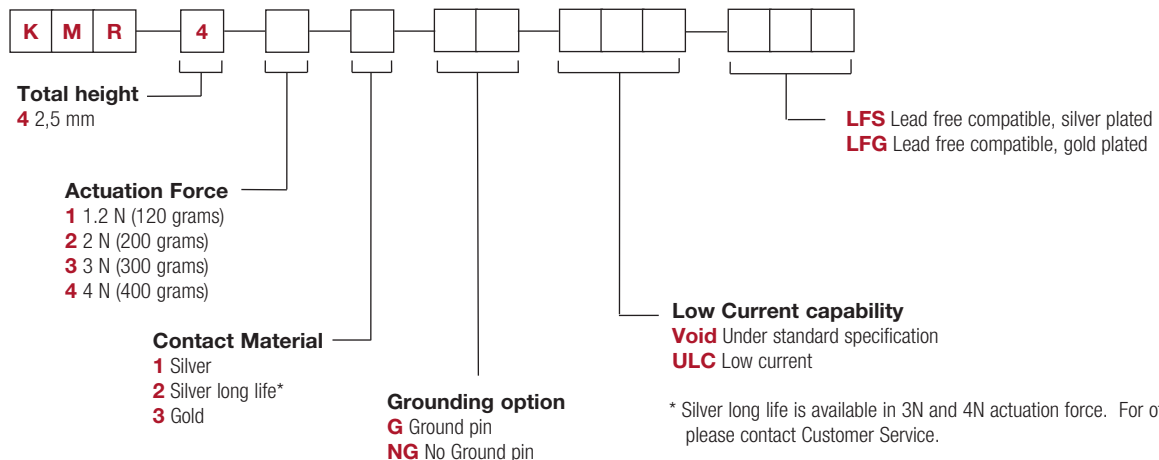 K M R 4
Total height
4 2,5 mm
LFS Lead free compatible, silver plated
LFG Lead free compatible, gold plated
Actuation Force
1 1.2 N (120 grams)
2 2 N (200 grams)
3 3 N (300 grams)
4 4 N (400 grams)
Low Current capability
Void Under standard specification
ULC Low current
Contact Material
1 Silver
2 Silver long life*
3 Gold
Grounding option
G Ground pin
NG No Ground pin
* Silver long life is available in 3N and 4N actuation force. For
please contact Customer Service.